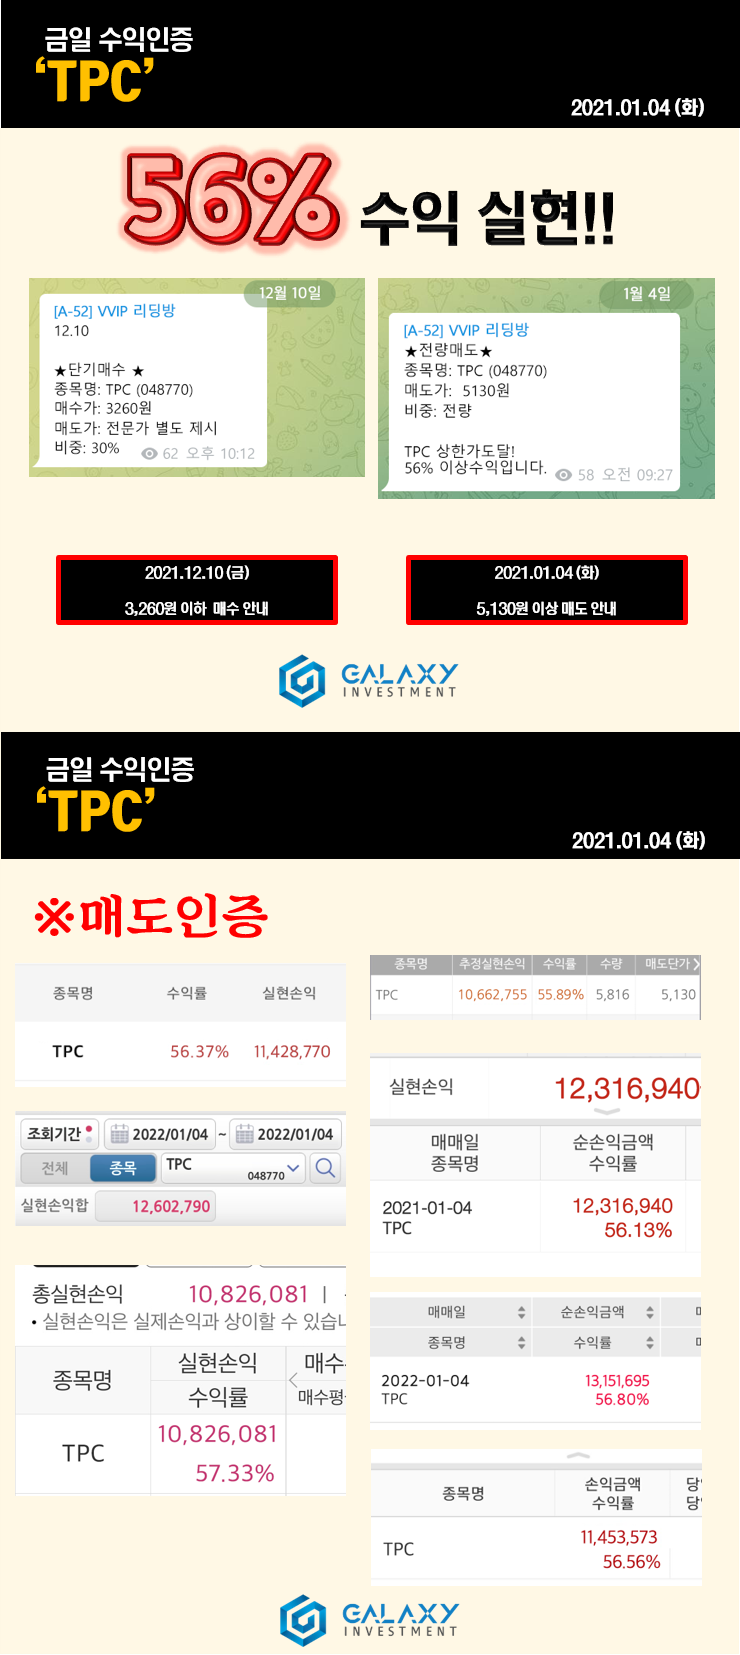 금일 수익인증
‘TPC’
2021.01.04 (화)
56% 수익 실현!!
12월 10일
[A-52] VVIP 리딩방
12.10
★단기매수 ★
종목명: TPC (048770)
매수가: 3260원
매도가: 전문가 별도 제시
비중: 30%
62 오후 10:12
1월 4일
[A-52] VVIP 리딩방
★전량매도★
종목명: TPC (048770)
매도가: 5130원
비중: 전량
TPC 상한가도달!
56% 이상수익입니다.
58 오전 09:27
2021.12.10 (금)
3,260원 이하 매수 안내
2021.01.04 (화)
5,130원 이상 매도 안내
GALAXY
INVESTMENT
금일 수익인증
‘TPC’
2021.01.04 (화)
※매도인증
종목명 수익률 실현손익
TPC 56.37% 11,428,770
조회기간 2022/01/04 ~ 2022/01/04
전체 종목 TPC 048770
실현손익합 12,602,790
총실현손익 10,826,081 |
• 실현손익은 실제손익과 상이할 수 있습니
종목명 실현손익 매수
수익률 매수평
TPC 10,826,081
57.33%
종목명 추정실현손익 수익률 수량 매도단가
TPC 10,662,755 55.89% 5,816 5,130
실현손익 12,316,940
매매일 순손익금액
종목명 수익률
2021-01-04 12,316,940
TPC 56.13%
매매일 순손익금액
종목명 수익률
2022-01-04 13,151,695
TPC 56.80%
종목명 손익금액 당
수익률 당
TPC 11,453,573
56.56%
GALAXY
INVESTMENT